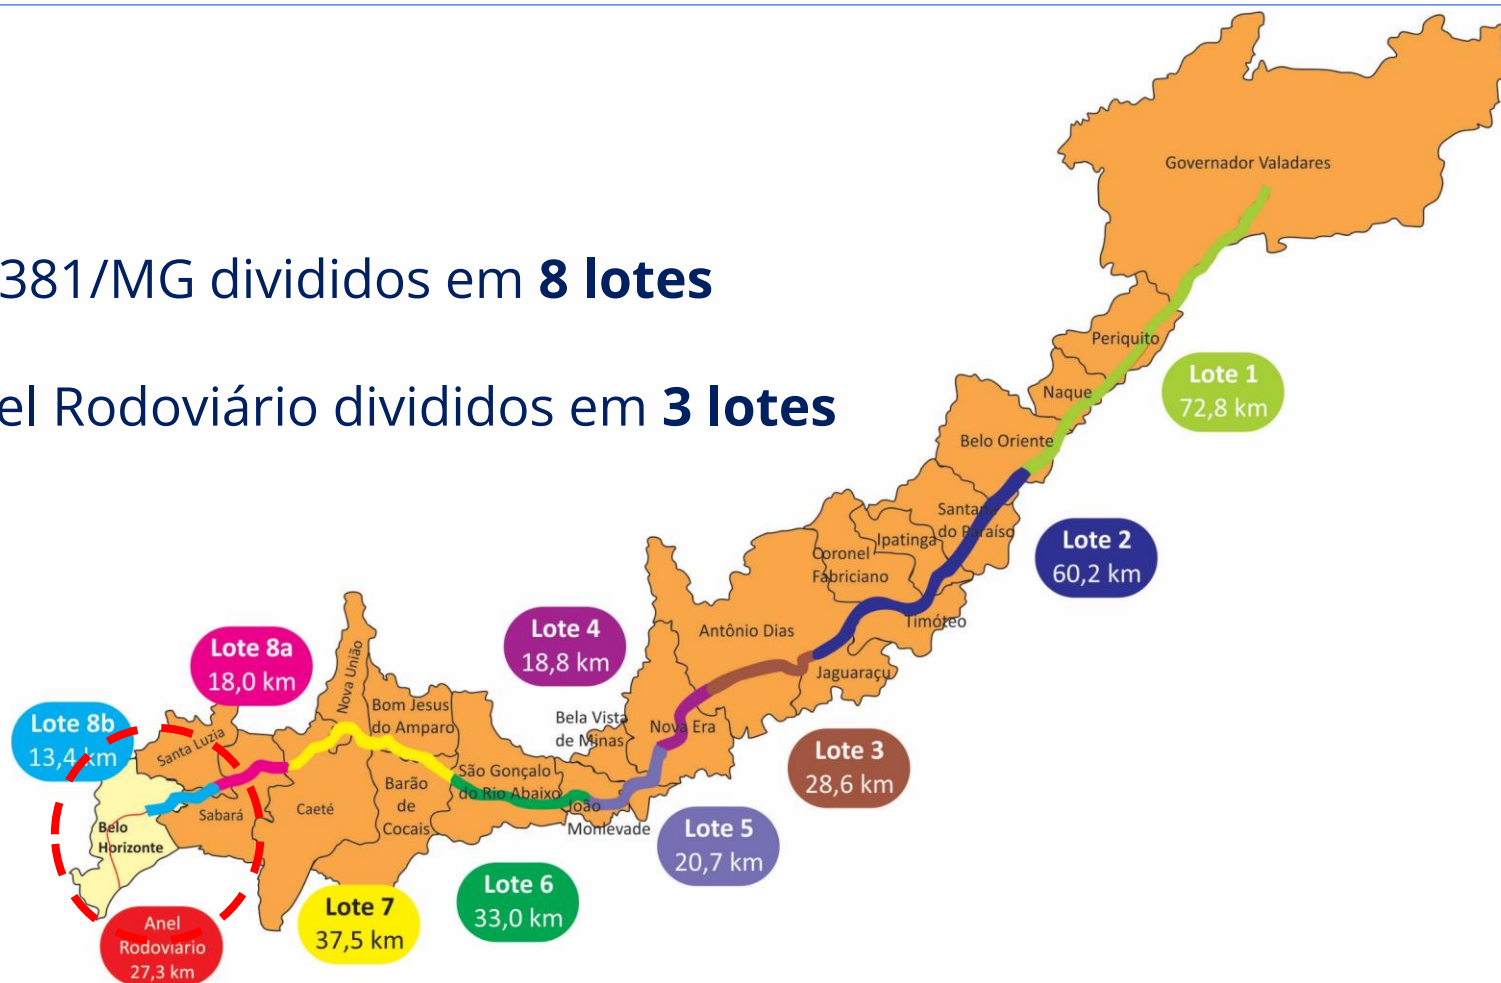 381/MG divididos em 8 lotes
el Rodoviário divididos em 3 lotes
Governador Valadares
Periquito
Naque
Lote 1
72,8 km
Belo Oriente
Santana
do Paraíso
Ipatinga
Coronel
Fabriciano
Lote 2
60,2 km
Timóteo
Antônio Dias
Jaguaraçu
Lote 4
18,8 km
Lote 8a
18,0 km
Nova União
Bom Jesus
do Amparo
Bela Vista
de Minas
Nova Era
Lote 8b
13,4 km
Santa Luzia
São Gonçalo
do Rio Abaixo
Lote 3
28,6 km
Barão
de
Cocais
Caeté
Sabará
João
Monlevade
Belo
Horizonte
Lote 5
20,7 km
Lote 6
33,0 km
Lote 7
37,5 km
Anel
Rodoviário
27,3 km